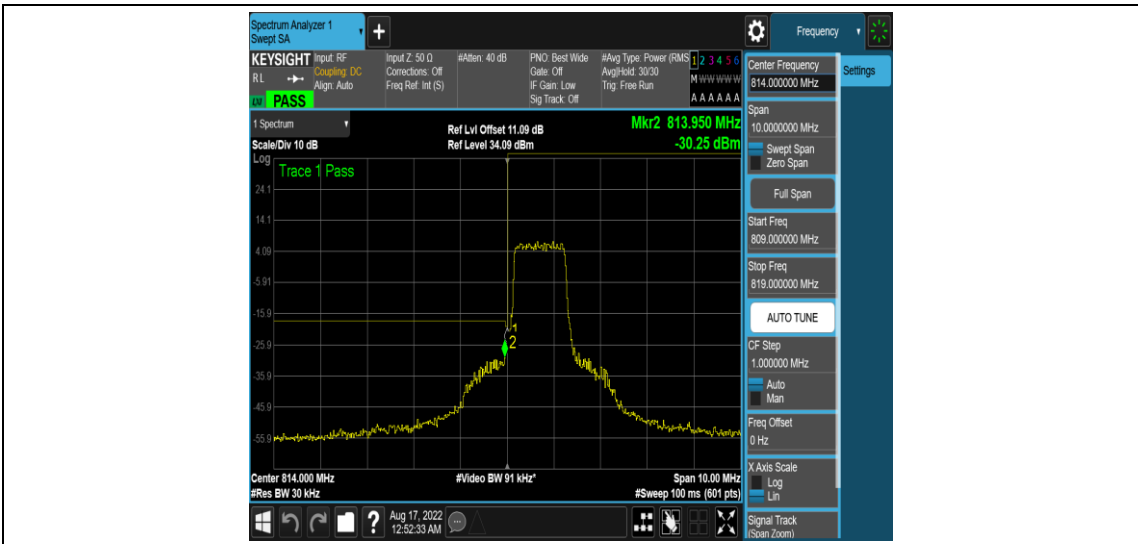 Spectrum Analyzer 1
Swept SA
+
Frequency
KEYSIGHT
RL
LXI PASS
Input: RF
Coupling: DC
Align: Auto
Input Z: 50 Ω
Corrections: Off
Freq Ref: Int (S)
#Atten: 40 dB
PNO: Best Wide
Gate: Off
IF Gain: Low
Sig Track: Off
#Avg Type: Power (RMS
Avg|Hold: 30/30
Trig: Free Run
1 2 3 4 5 6
M W W W W W
A A A A A A
1 Spectrum
Scale/Div 10 dB
Ref Lvl Offset 11.09 dB
Ref Level 34.09 dBm
Mkr2 813.950 MHz
-30.25 dBm
Log
Trace 1 Pass
24.1
14.1
4.09
-5.91
-15.9
-25.9
-35.9
-45.9
-55.9
1
2
Center 814.000 MHz
#Video BW 91 kHz*
Span 10.00 MHz
#Res BW 30 kHz
#Sweep 100 ms (601 pts)
?
Aug 17, 2022
12:52:33 AM
Center Frequency
814.000000 MHz
Settings
Span
10.0000000 MHz
Swept Span
Zero Span
Full Span
Start Freq
809.000000 MHz
Stop Freq
819.000000 MHz
AUTO TUNE
CF Step
1.000000 MHz
Auto
Man
Freq Offset
0 Hz
X Axis Scale
Log
Lin
Signal Track
(Span Zoom)